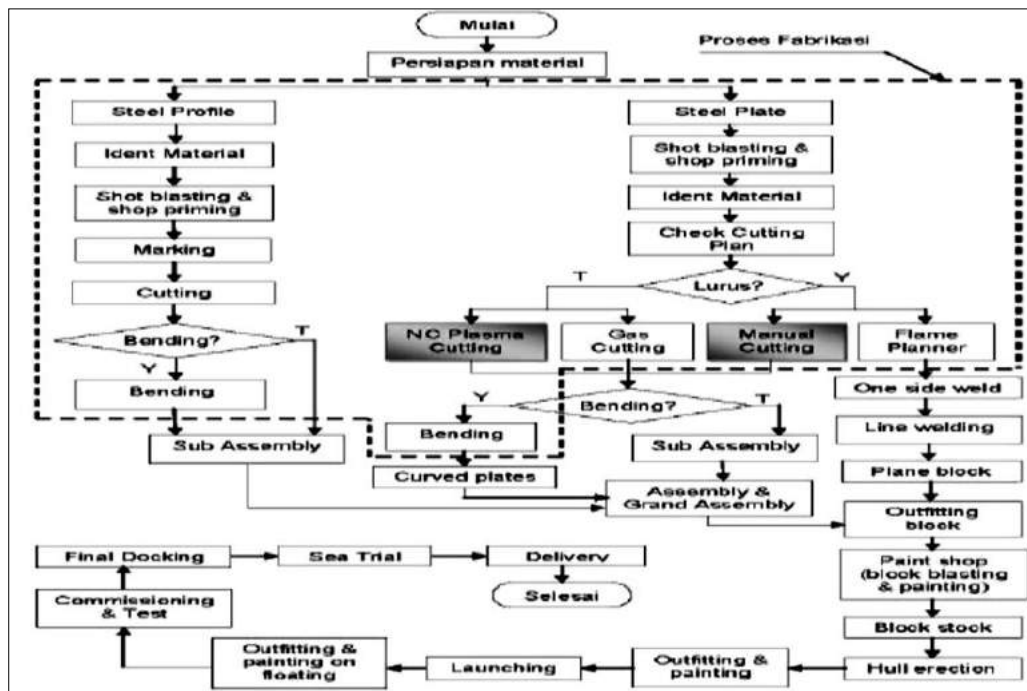 Mulai
Proses Fabrikasi
Persiapan material
Steel Profile
Steel Plate
Ident Material
Shot blasting &
shop priming
Shot blasting &
shop priming
Ident Material
Marking
Check Cutting
Plan
Cutting
T
Lurus?
Y
Bending?
T
Y
NC Plasma
Cutting
Gas
Cutting
Manual
Cutting
Flame
Planner
Bending
One side weld
Y
Bending?
T
Sub Assembly
Bending
Sub Assembly
Line welding
Curved plates
Plane block
Assembly &
Grand Assembly
Outfitting
block
Final Docking
Sea Trial
Delivery
Paint shop
(block blasting
& painting)
Selesai
Commissioning
& Test
Block stock
Outfitting &
painting on
floating
Launching
Outfitting &
painting
Hull erection